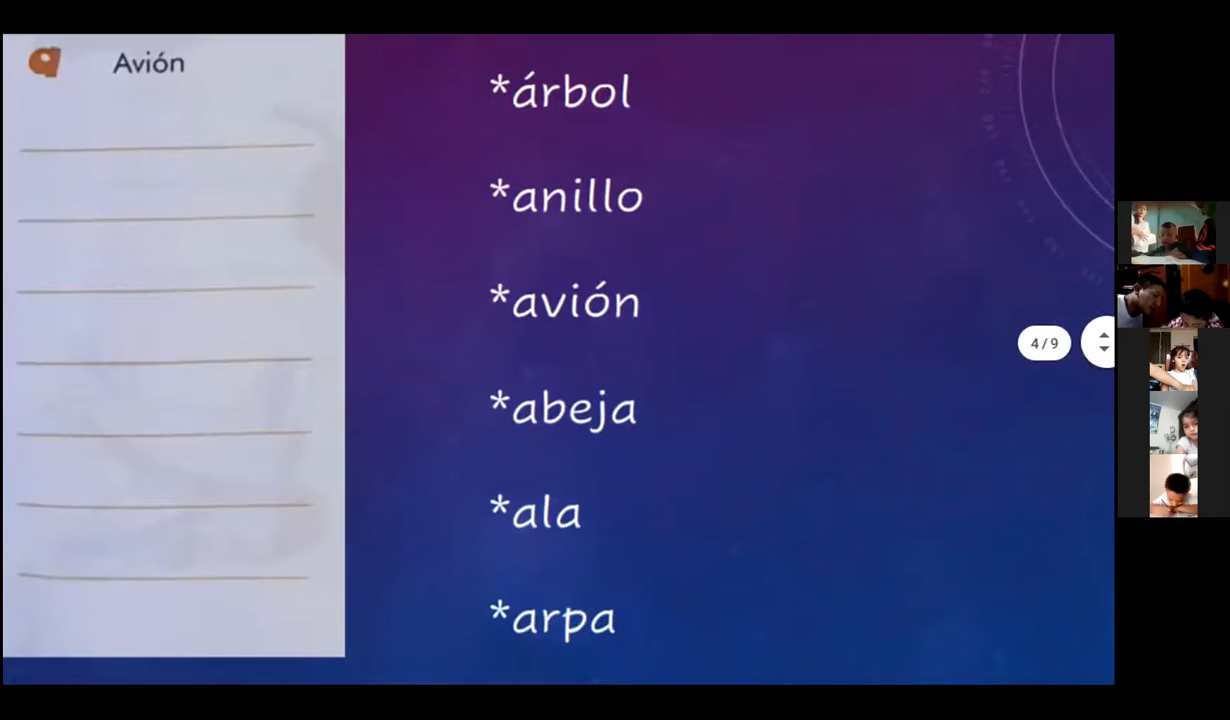 a Avión
*árbol
*anillo
*avión
*abeja
*ala
*arpa
4/9